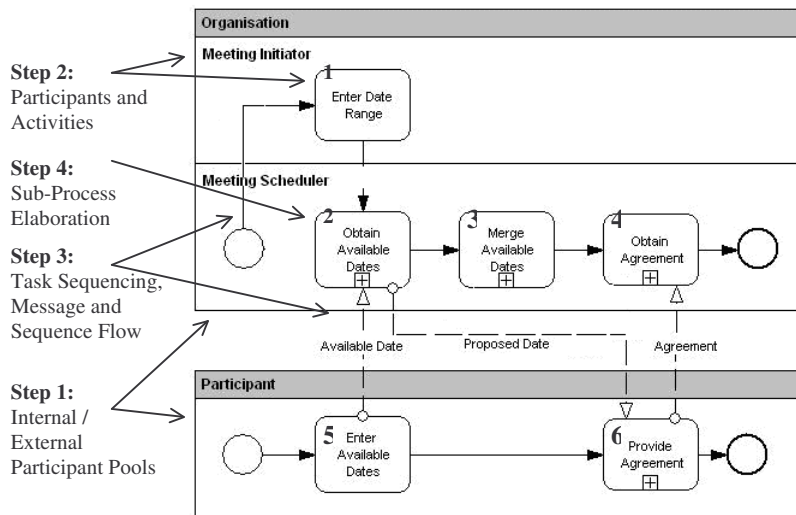 Organisation
Meeting Initiator
Step 2:
Participants and
Activities
1
Enter Date
Range
Step 4:
Sub-Process
Elaboration
Meeting Scheduler
2
Obtain
Available
Dates
3
Merge
Available
Dates
4
Obtain
Agreement
Step 3:
Task Sequencing,
Message and
Sequence Flow
Available Date
Proposed Date
Agreement
Step 1:
Internal /
External
Participant Pools
Participant
5
Enter
Available
Dates
6
Provide
Agreement